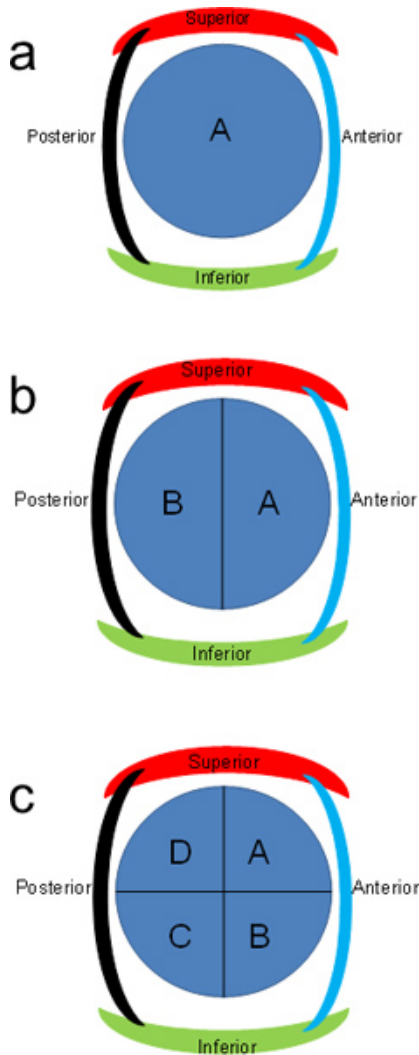 a
Superior
Posterior
A
Anterior
Inferior
b
Superior
Posterior
B A
Anterior
Inferior
c
Superior
D A
Posterior
Anterior
C B
Inferior